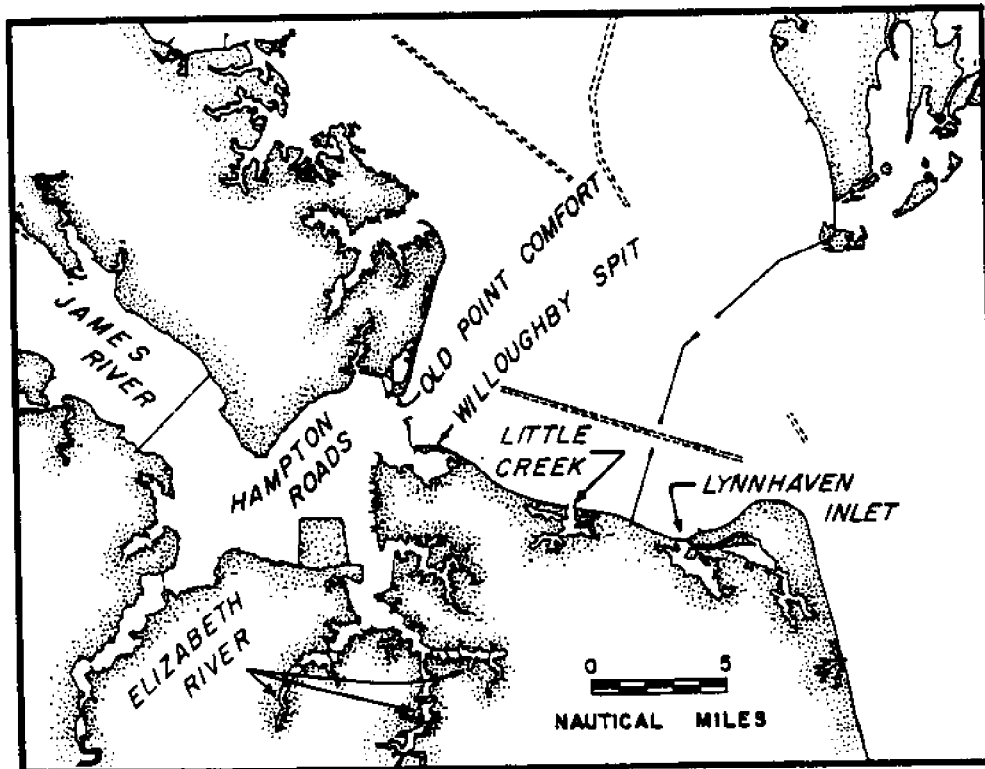 OLD POINT COMFORT
WILLOUGHBY SPIT
JAMES
RIVER
HAMPTON
ROADS
LITTLE
CREEK
LYNNHAVEN
INLET
ELIZABETH
RIVER
0 5
NAUTICAL MILES